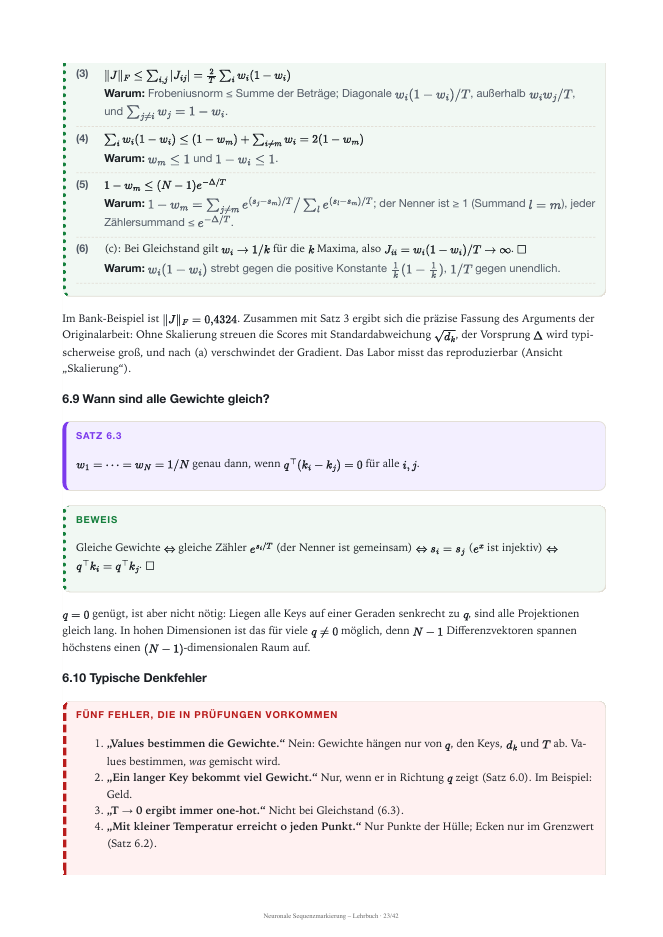 (3) ‖J‖_F ≤ ∑_{i,j} |J_{ij}| = 2/T ∑_i w_i(1 − w_i)
Warum: Frobeniusnorm ≤ Summe der Beträge; Diagonale w_i(1 − w_i)/T, außerhalb w_iw_j/T,
und ∑_{j≠i} w_j = 1 − w_i.
(4) ∑_i w_i(1 − w_i) ≤ (1 − w_m) + ∑_{i≠m} w_i = 2(1 − w_m)
Warum: w_m ≤ 1 und 1 − w_i ≤ 1.
(5) 1 − w_m ≤ (N − 1)e^{−Δ/T}
Warum: 1 − w_m = ∑_{j≠m} e^{(s_j−s_m)/T} / ∑_l e^{(s_l−s_m)/T}; der Nenner ist ≥ 1 (Summand l = m), jeder
Zählersummand ≤ e^{−Δ/T}.
(6) (c): Bei Gleichstand gilt w_i → 1/k für die k Maxima, also J_{ii} = w_i(1 − w_i)/T → ∞. □
Warum: w_i(1 − w_i) strebt gegen die positive Konstante 1/k(1 − 1/k), 1/T gegen unendlich.
Im Bank-Beispiel ist ‖J‖_F = 0,4324. Zusammen mit Satz 3 ergibt sich die präzise Fassung des Arguments der
Originalarbeit: Ohne Skalierung streuen die Scores mit Standardabweichung √d_k, der Vorsprung Δ wird typi-
scherweise groß, und nach (a) verschwindet der Gradient. Das Labor misst das reproduzierbar (Ansicht
„Skalierung“).
6.9 Wann sind alle Gewichte gleich?
SATZ 6.3
w_1 = ⋯ = w_N = 1/N genau dann, wenn q^⊤(k_i − k_j) = 0 für alle i, j.
BEWEIS
Gleiche Gewichte ⇔ gleiche Zähler e^{s_i/T} (der Nenner ist gemeinsam) ⇔ s_i = s_j (e^x ist injektiv) ⇔
q^⊤k_i = q^⊤k_j. □
q = 0 genügt, ist aber nicht nötig: Liegen alle Keys auf einer Geraden senkrecht zu q, sind alle Projektionen
gleich lang. In hohen Dimensionen ist das für viele q ≠ 0 möglich, denn N − 1 Differenzvektoren spannen
höchstens einen (N − 1)-dimensionalen Raum auf.
6.10 Typische Denkfehler
FÜNF FEHLER, DIE IN PRÜFUNGEN VORKOMMEN
1. „Values bestimmen die Gewichte.“ Nein: Gewichte hängen nur von q, den Keys, d_k und T ab. Va-
lues bestimmen, was gemischt wird.
2. „Ein langer Key bekommt viel Gewicht.“ Nur, wenn er in Richtung q zeigt (Satz 6.0). Im Beispiel:
Geld.
3. „T → 0 ergibt immer one-hot.“ Nicht bei Gleichstand (6.3).
4. „Mit kleiner Temperatur erreicht o jeden Punkt.“ Nur Punkte der Hülle; Ecken nur im Grenzwert
(Satz 6.2).
Neuronale Sequenzmarkierung – Lehrbuch · 23/42